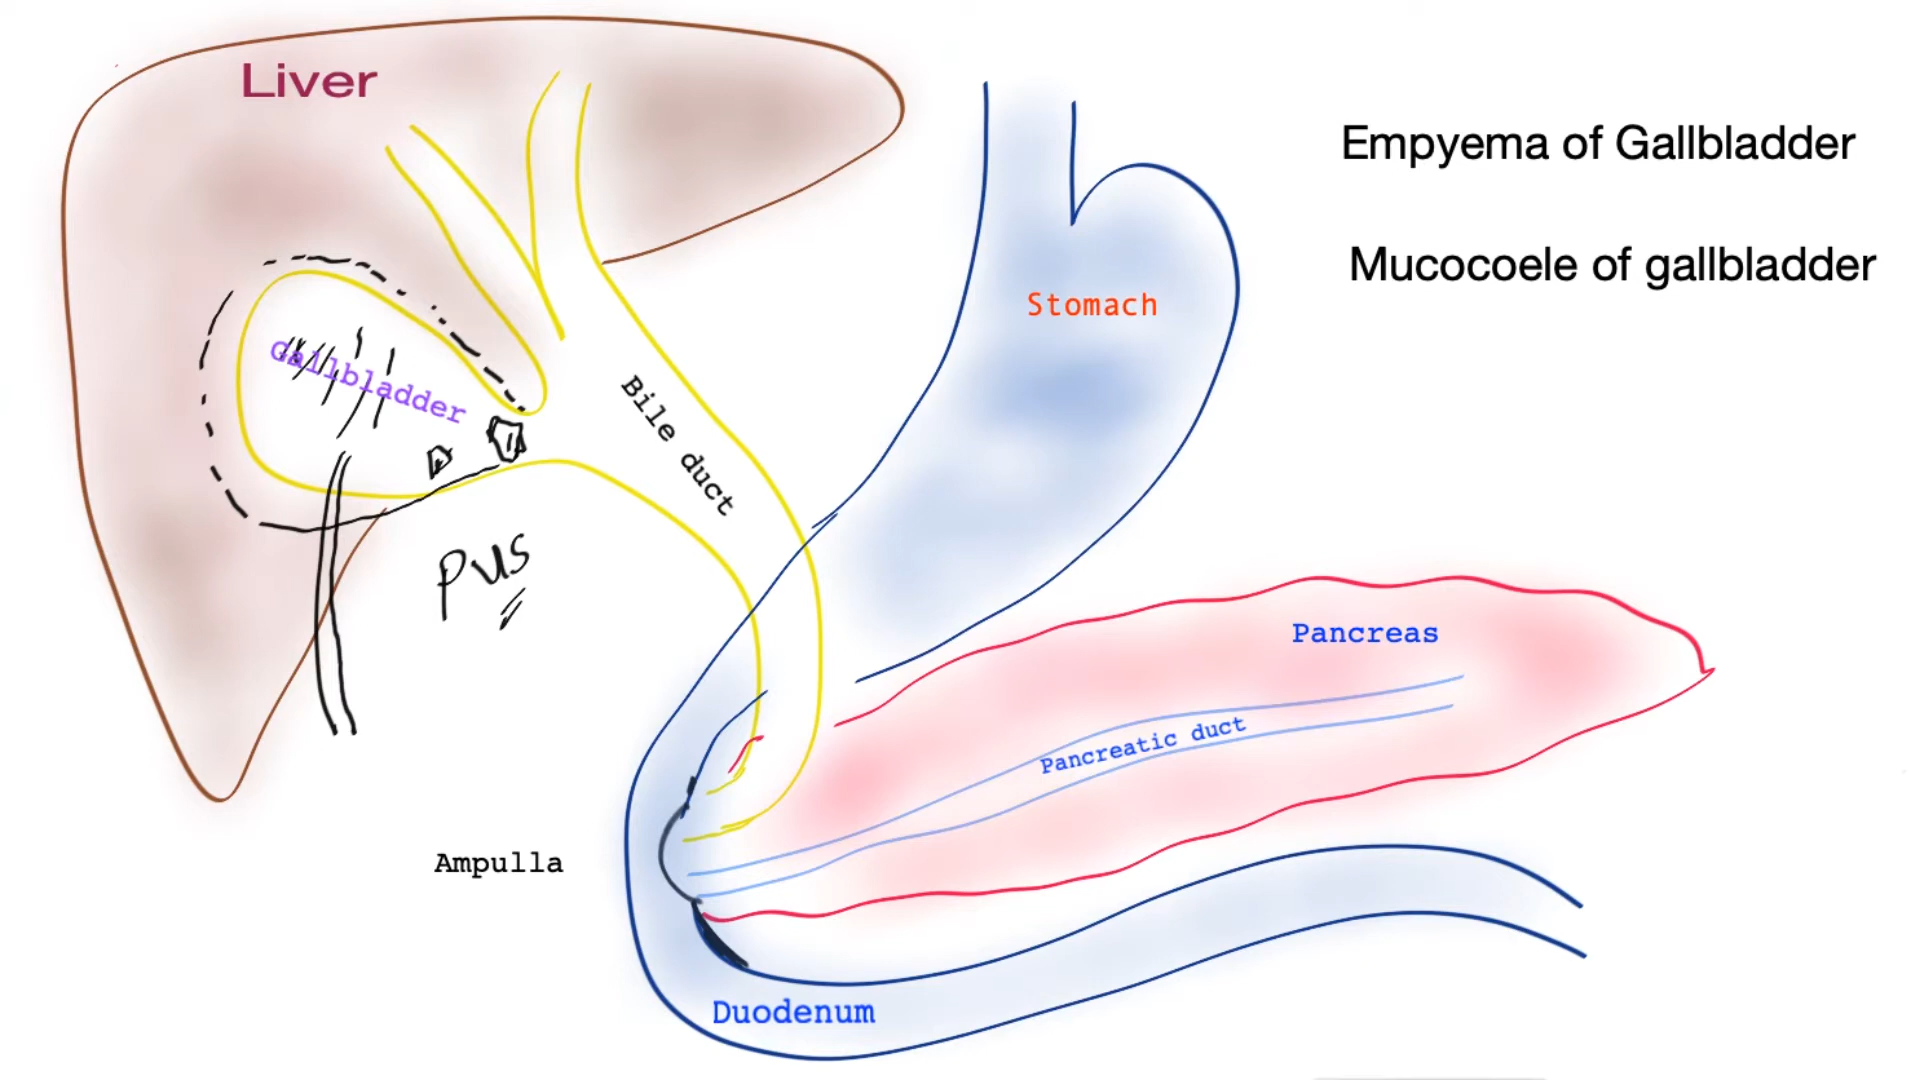 Liver
Empyema of Gallbladder
Mucocoele of gallbladder
Stomach
Gallbladder
Bile duct
Pus
Pancreas
Pancreatic duct
Ampulla
Duodenum